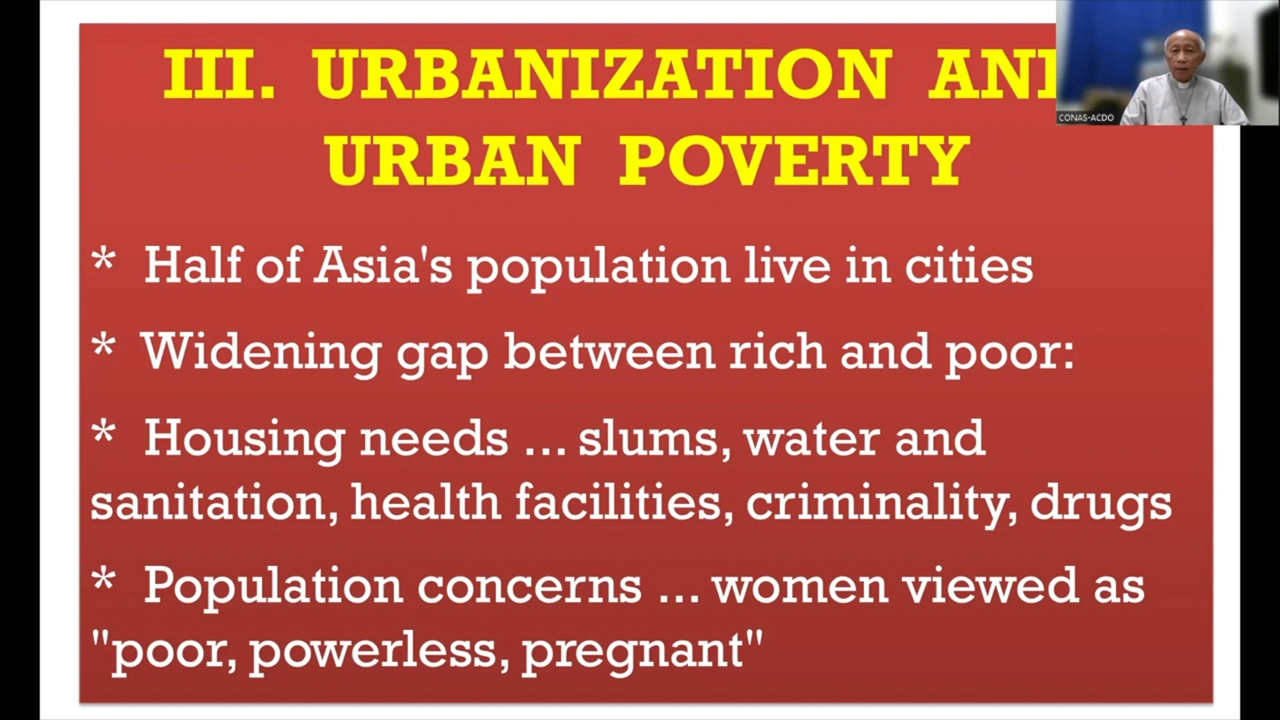 III. URBANIZATION AN
URBAN POVERTY
CONAS-ACDO
* Half of Asia's population live in cities
* Widening gap between rich and poor:
* Housing needs ... slums, water and
sanitation, health facilities, criminality, drugs
* Population concerns ... women viewed as
"poor, powerless, pregnant"